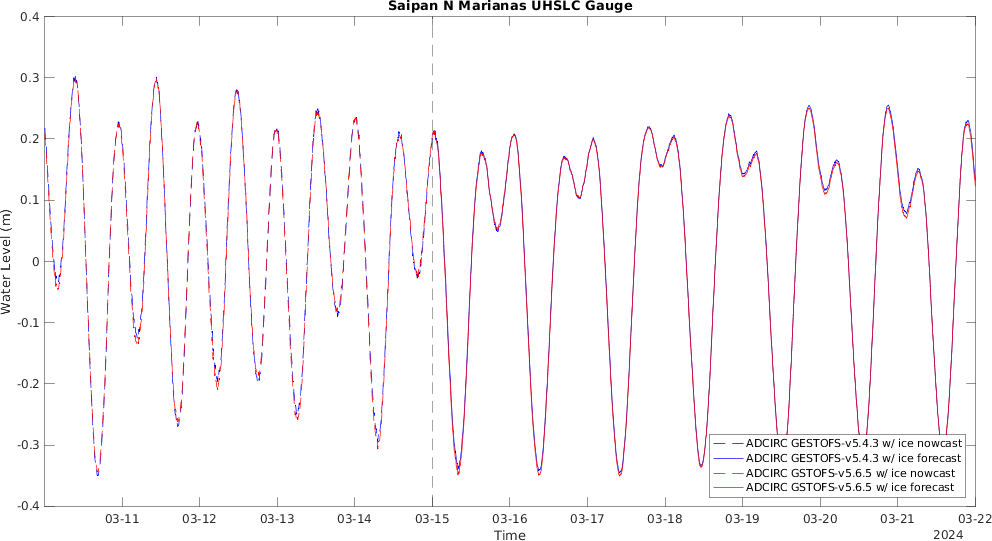 Saipan N Marianas UHSLC Gauge
Water Level (m)
0.4
0.3
0.2
0.1
0
-0.1
-0.2
-0.3
-0.4
ADCIRC GESTOFS-v5.4.3 w/ ice nowcast
ADCIRC GESTOFS-v5.4.3 w/ ice forecast
ADCIRC GSTOFS-v5.6.5 w/ ice nowcast
ADCIRC GSTOFS-v5.6.5 w/ ice forecast
03-11 03-12 03-13 03-14 03-15 03-16 03-17 03-18 03-19 03-20 03-21 03-22
Time 2024